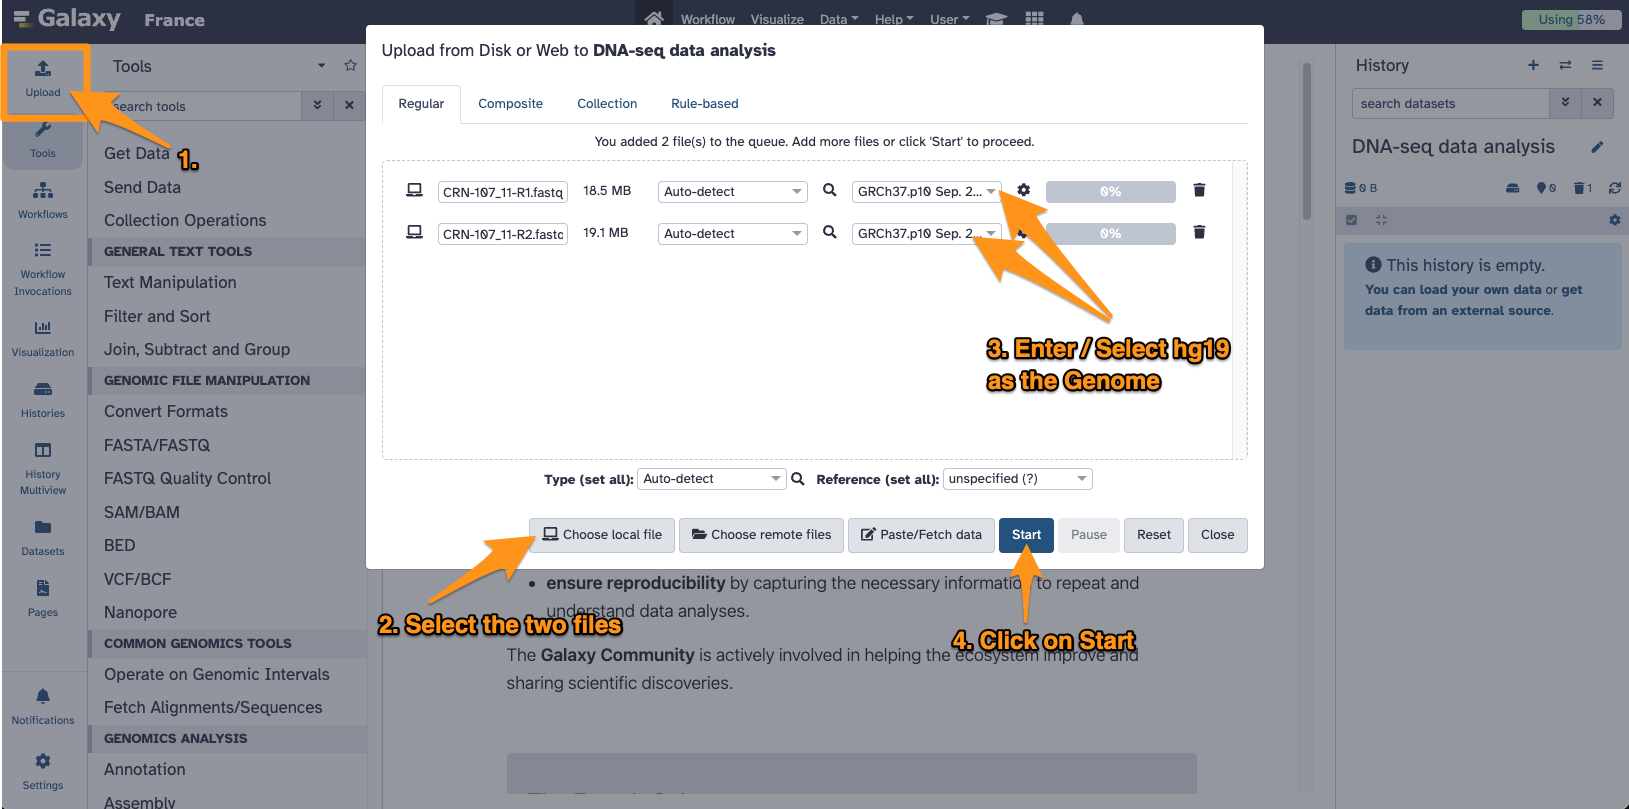 Galaxy France
Workflow Visualize Data Help User
Using 58%
Upload
Tools
Workflows
Workflow
Invocations
Visualization
Histories
History
Multiview
Datasets
Pages
Notifications
Settings
Tools
search tools
Get Data
Send Data
Collection Operations
GENERAL TEXT TOOLS
Text Manipulation
Filter and Sort
Join, Subtract and Group
GENOMIC FILE MANIPULATION
Convert Formats
FASTA/FASTQ
FASTQ Quality Control
SAM/BAM
BED
VCF/BCF
Nanopore
COMMON GENOMICS TOOLS
Operate on Genomic Intervals
Fetch Alignments/Sequences
GENOMICS ANALYSIS
Annotation
Assembly
1.
Upload from Disk or Web to DNA-seq data analysis
Regular Composite Collection Rule-based
You added 2 file(s) to the queue. Add more files or click 'Start' to proceed.
CRN-107_11-R1.fastq 18.5 MB Auto-detect GRCh37.p10 Sep. 2... 0%
CRN-107_11-R2.fastq 19.1 MB Auto-detect GRCh37.p10 Sep. 2... 0%
3. Enter / Select hg19
as the Genome
Type (set all): Auto-detect Reference (set all): unspecified (?)
Choose local file Choose remote files Paste/Fetch data Start Pause Reset Close
2. Select the two files
4. Click on Start
ensure reproducibility by capturing the necessary information to repeat and
understand data analyses.
The Galaxy Community is actively involved in helping the ecosystem improve and
sharing scientific discoveries.
History
search datasets
DNA-seq data analysis
0 B 0 1
This history is empty.
You can load your own data or get
data from an external source.